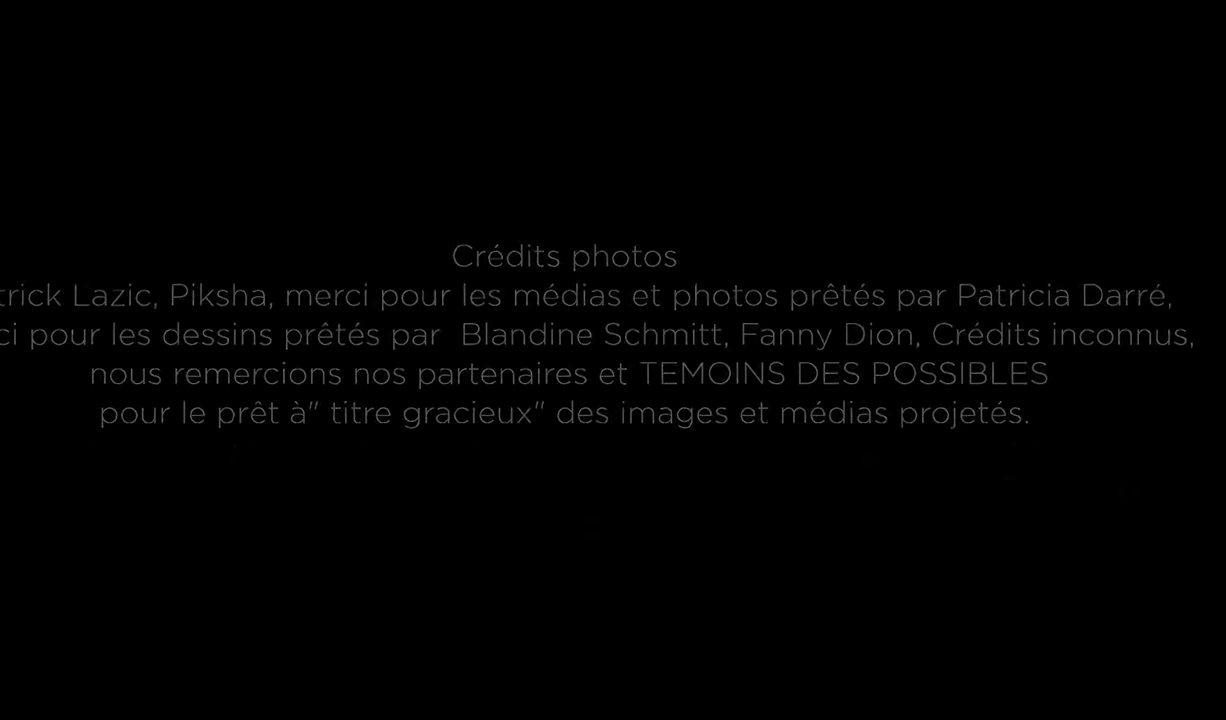 Crédits photos
trick Lazic, Piksha, merci pour les médias et photos prêtés par Patricia Darré,
ci pour les dessins prêtés par  Blandine Schmitt, Fanny Dion, Crédits inconnus,
nous remercions nos partenaires et TEMOINS DES POSSIBLES
pour le prêt à" titre gracieux" des images et médias projetés.